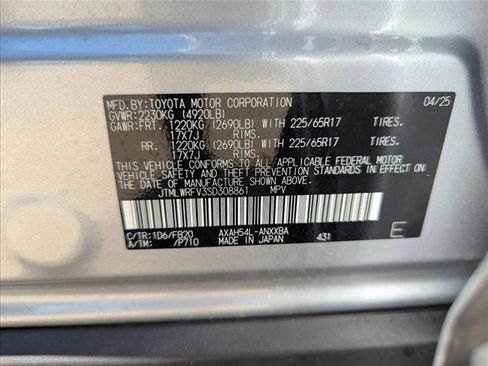 MFD.BY: TOYOTA MOTOR CORPORATION 04/25
GVWR: 2230KG (4920LB)
GAWR: FRT. 1220KG (2690LB) WITH 225/65R17 TIRES.
17X7J RIMS.
RR. 1220KG (2690LB) WITH 225/65R17 TIRES.
17X7J RIMS.
THIS VEHICLE CONFORMS TO ALL APPLICABLE FEDERAL MOTOR
VEHICLE SAFETY AND BUMPER STANDARDS IN EFFECT ON
THE DATE OF MANUFACTURE SHOWN ABOVE.
JTMLWRFV3SD308861 MPV
C/TR: 1D6/FB20 AXAH54L-ANXXBA
A/TM: /P710 MADE IN JAPAN 431 E